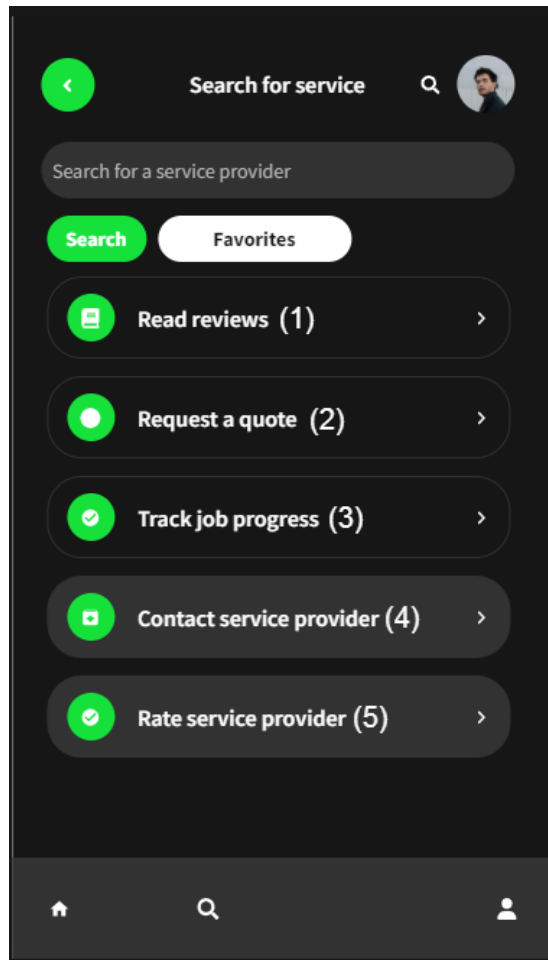 Search for service
Search for a service provider
Search Favorites
Read reviews (1)
Request a quote (2)
Track job progress (3)
Contact service provider (4)
Rate service provider (5)